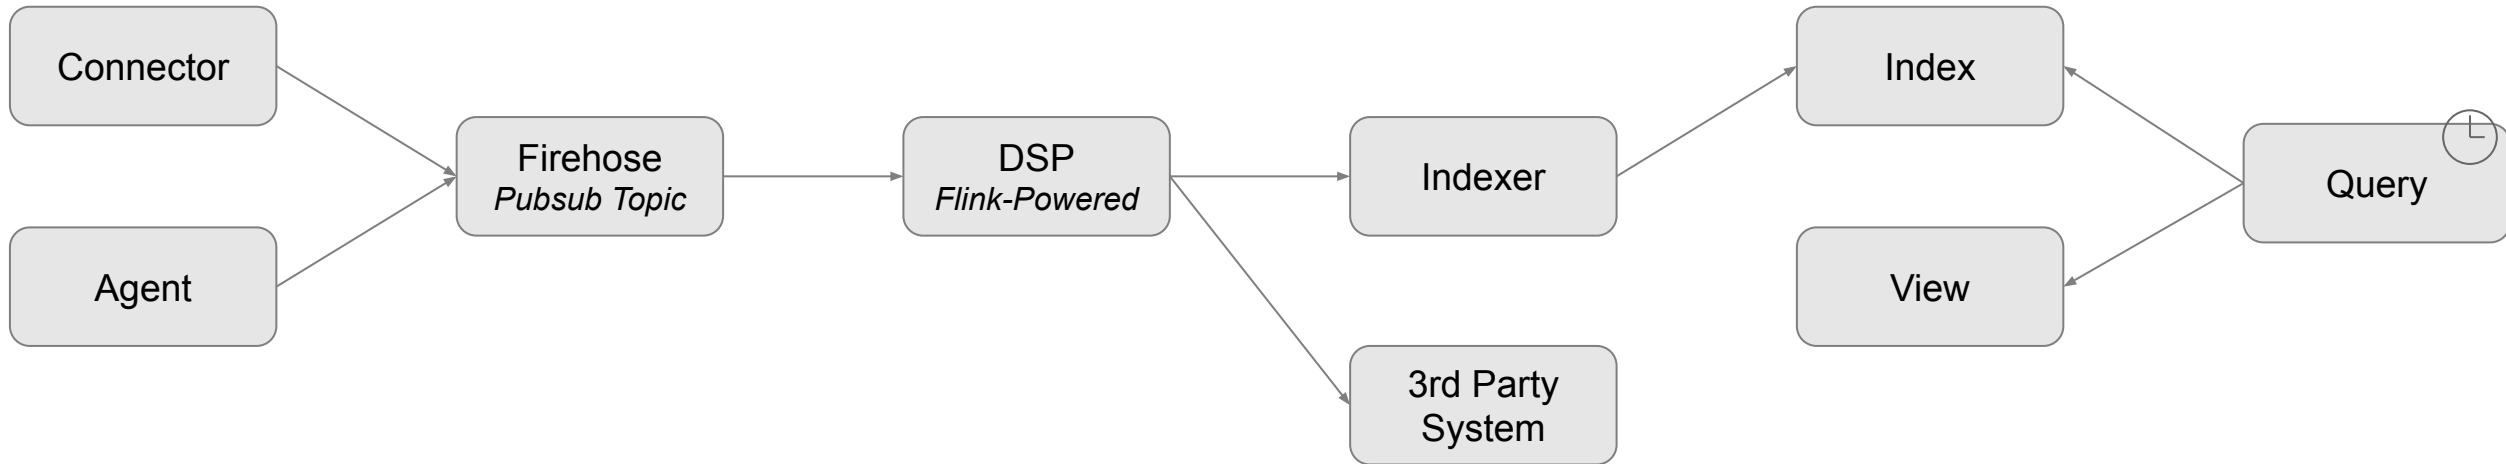 Connector
Agent
Firehose
Pubsub Topic
DSP
Flink-Powered
Indexer
3rd Party
System
Index
View
Query